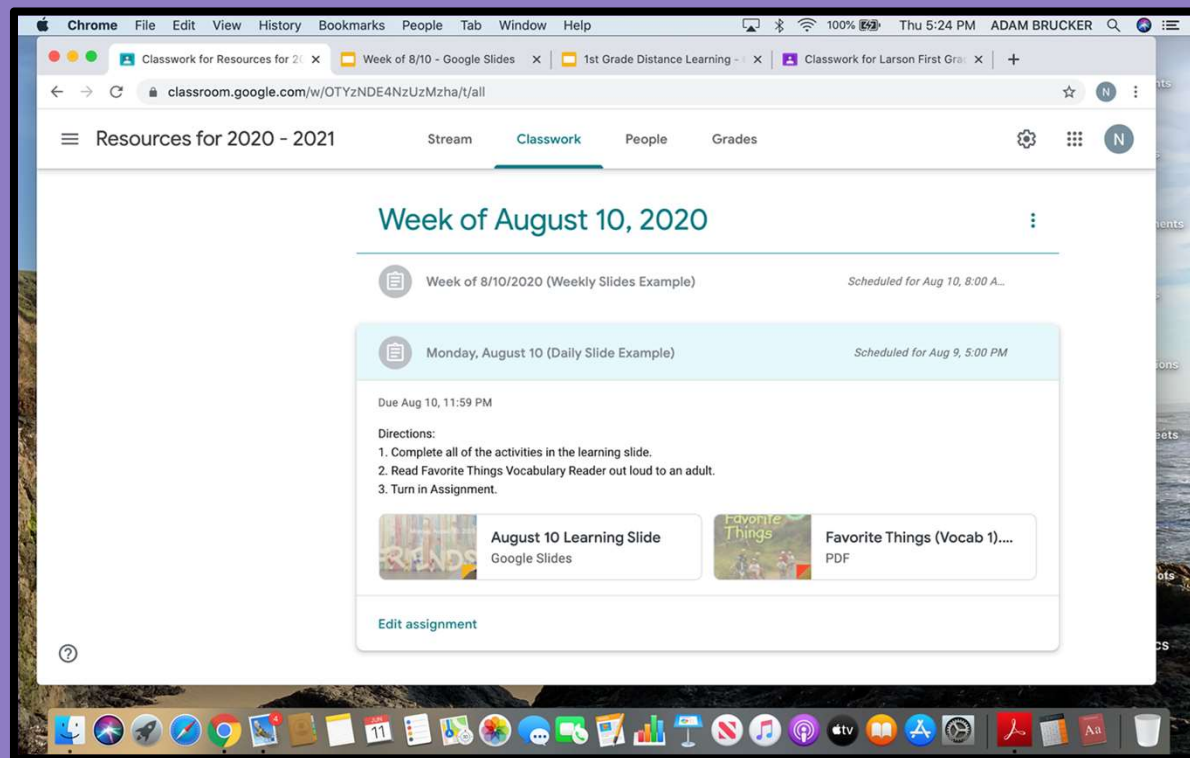 Chrome File Edit View History Bookmarks People Tab Window Help 100% Thu 5:24 PM ADAM BRUCKER
Classwork for Resources for 2
Week of 8/10 - Google Slides
1st Grade Distance Learning -
Classwork for Larson First Gra
classroom.google.com/w/OTYzNDE4NzUzMzha/t/all
N
Resources for 2020 - 2021 Stream Classwork People Grades N
Week of August 10, 2020
Week of 8/10/2020 (Weekly Slides Example) Scheduled for Aug 10, 8:00 A...
Monday, August 10 (Daily Slide Example) Scheduled for Aug 9, 5:00 PM
Due Aug 10, 11:59 PM
Directions:
1. Complete all of the activities in the learning slide.
2. Read Favorite Things Vocabulary Reader out loud to an adult.
3. Turn in Assignment.
August 10 Learning Slide
Google Slides
Favorite
Things
Favorite Things (Vocab 1)....
PDF
Edit assignment
4
JUN
11
tv
Aa